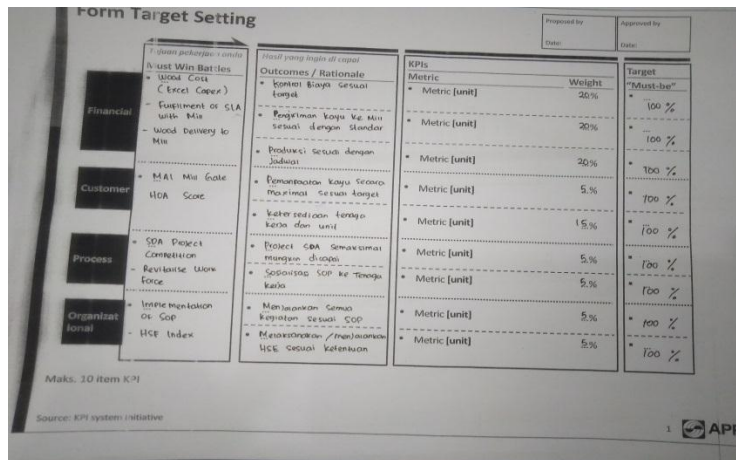 Form Target Setting
Proposed by
Approved by
Date:
Date:
Tujuan pekerjaan anda
Must Win Battles
Hasil yang ingin di capai
Outcomes / Rationale
KPIs
Metric
Weight
Target
"Must-be"
Financial
• Wood Cost
(Excel Capex)
- Fulfilment of SLA
with Mill
- Wood Delivery to
Mill
• Kontrol Biaya sesuai
target
• Metric [unit]
20%
100 %
• Pengiriman kayu ke Mill
sesuai dengan standar
• Metric [unit]
20%
100 %
• Produksi sesuai dengan
Jadwal
• Metric [unit]
20%
100 %
Customer
• MAI Mill Gate
HOA Score
• Pemanfaatan kayu secara
maximal sesuai target
• Metric [unit]
5%
100 %
• Ketersediaan tenaga
kerja dan unit
• Metric [unit]
15%
100 %
Process
• SDA Project
Completion
- Revitalise Work
Force
• Project SDA semaksimal
mungkin dicapai
• Metric [unit]
5%
100 %
• Sosialisasi SOP ke Tenaga
kerja
• Metric [unit]
5%
100 %
Organizat
ional
• Implementation
of SOP
- HSE Index
• Menjalankan semua
kegiatan sesuai SOP
• Metric [unit]
5%
100 %
• Melaksanakan / menjalankan
HSE sesuai ketentuan
• Metric [unit]
5%
100 %
Maks. 10 item KPI
Source: KPI system initiative
1